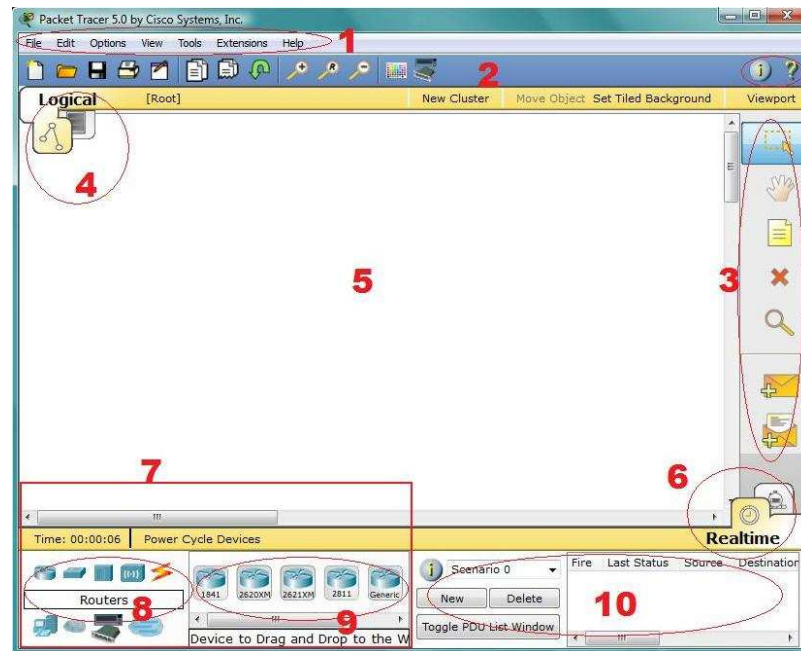 Packet Tracer 5.0 by Cisco Systems, Inc.
File Edit Options View Tools Extensions Help
1
2
Logical [Root] New Cluster Move Object Set Tiled Background Viewport
4
5
3
7
6
Time: 00:00:06 Power Cycle Devices Realtime
Routers
8
1841 2620XM 2621XM 2811 Generic
9
Device to Drag and Drop to the W
Scenario 0
New Delete
Toggle PDU List Window
Fire Last Status Source Destination
10